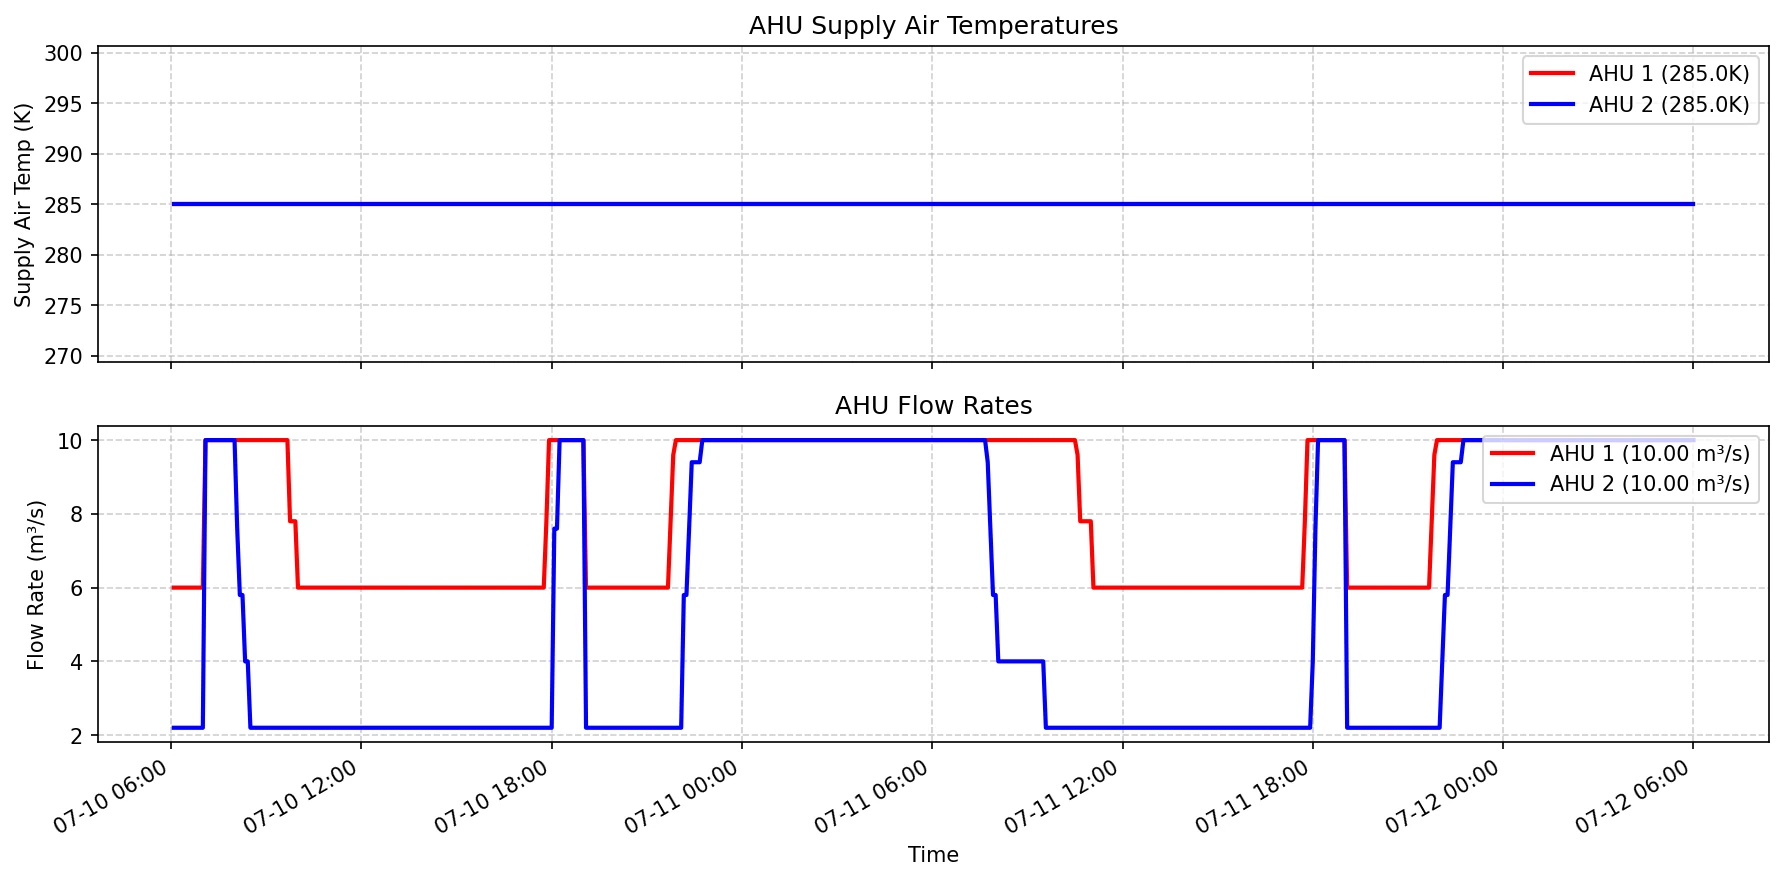 AHU Supply Air Temperatures
Supply Air Temp (K)
300
295
290
285
280
275
270
AHU 1 (285.0K)
AHU 2 (285.0K)
AHU Flow Rates
Flow Rate (m³/s)
10
8
6
4
2
AHU 1 (10.00 m³/s)
AHU 2 (10.00 m³/s)
07-10 06:00
07-10 12:00
07-10 18:00
07-11 00:00
07-11 06:00
07-11 12:00
07-11 18:00
07-12 00:00
07-12 06:00
Time